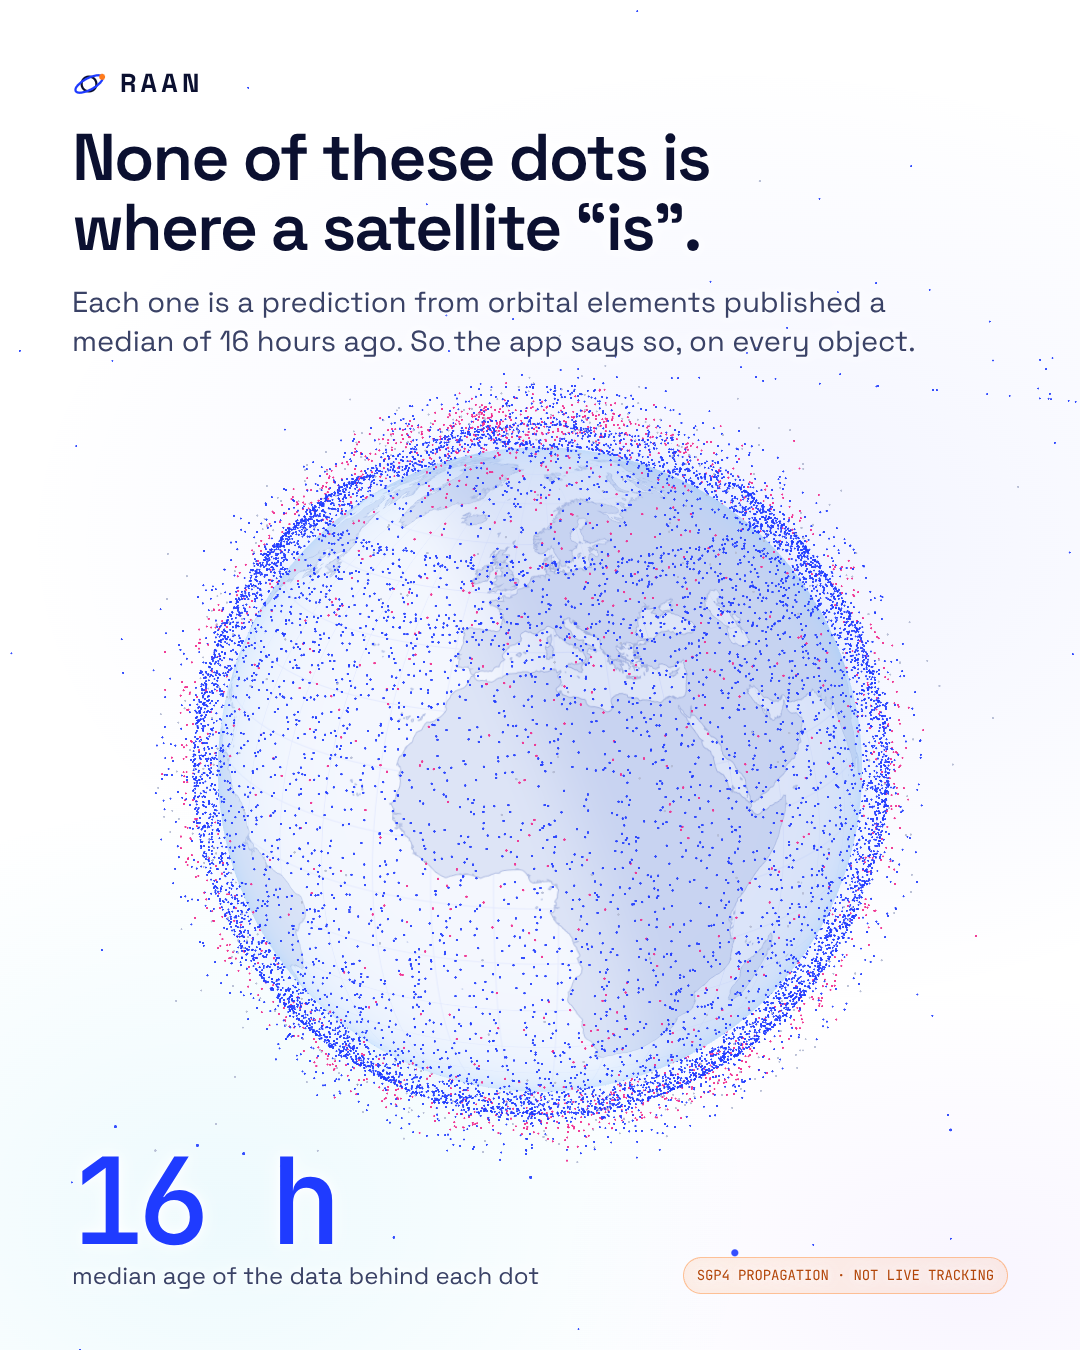 RAAN
None of these dots is
where a satellite “is”.
Each one is a prediction from orbital elements published a
median of 16 hours ago. So the app says so, on every object.
16 h
median age of the data behind each dot
SGP4 PROPAGATION · NOT LIVE TRACKING